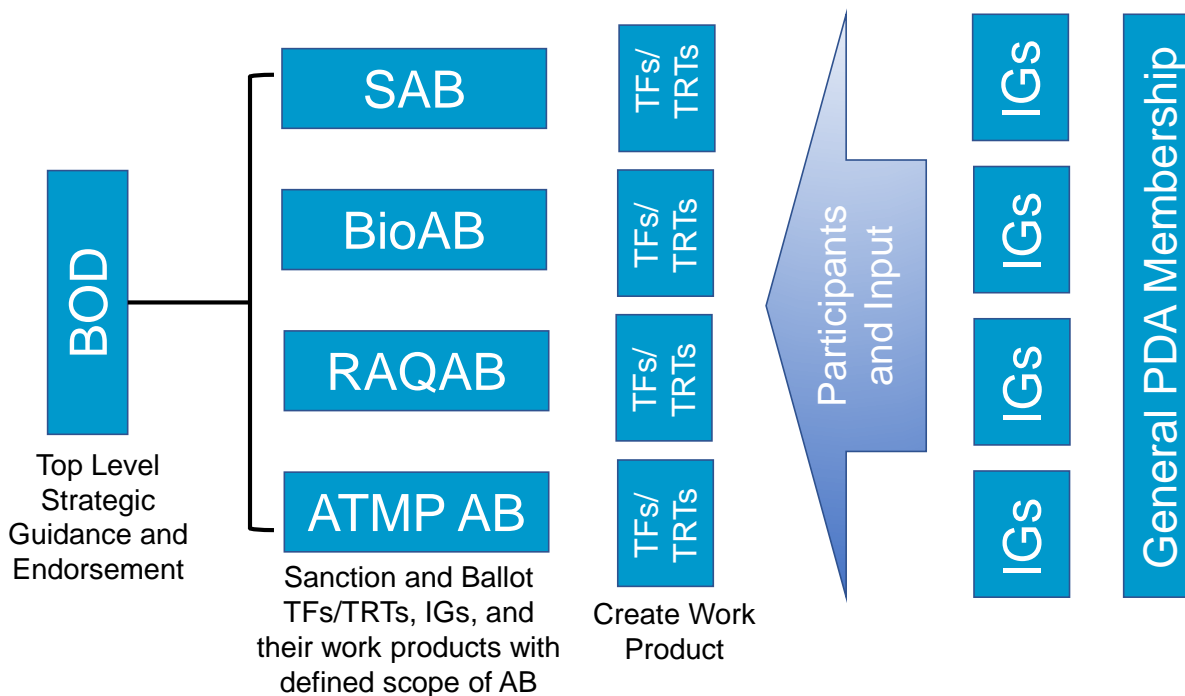 BOD
Top Level
Strategic
Guidance and
Endorsement
SAB
BioAB
RAQAB
ATMP AB
Sanction and Ballot
TFs/TRTs, IGs, and
their work products with
defined scope of AB
TFs/
TRTs
TFs/
TRTs
TFs/
TRTs
TFs/
TRTs
Create Work
Product
Participants
and Input
IGs
IGs
IGs
IGs
General PDA Membership